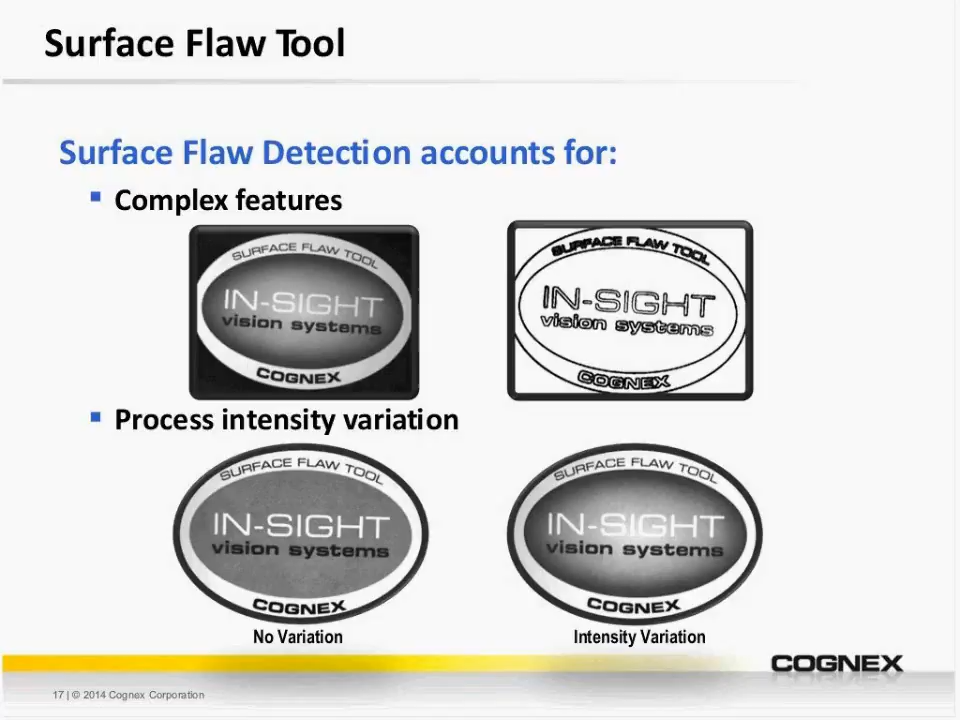 Surface Flaw Tool
Surface Flaw Detection accounts for:
▪ Complex features
SURFACE FLAW TOOL
IN-SIGHT
vision systems
COGNEX
SURFACE FLAW TOOL
IN-SIGHT
vision systems
COGNEX
▪ Process intensity variation
SURFACE FLAW TOOL
IN-SIGHT
vision systems
COGNEX
No Variation
SURFACE FLAW TOOL
IN-SIGHT
vision systems
COGNEX
Intensity Variation
COGNEX
17 | © 2014 Cognex Corporation